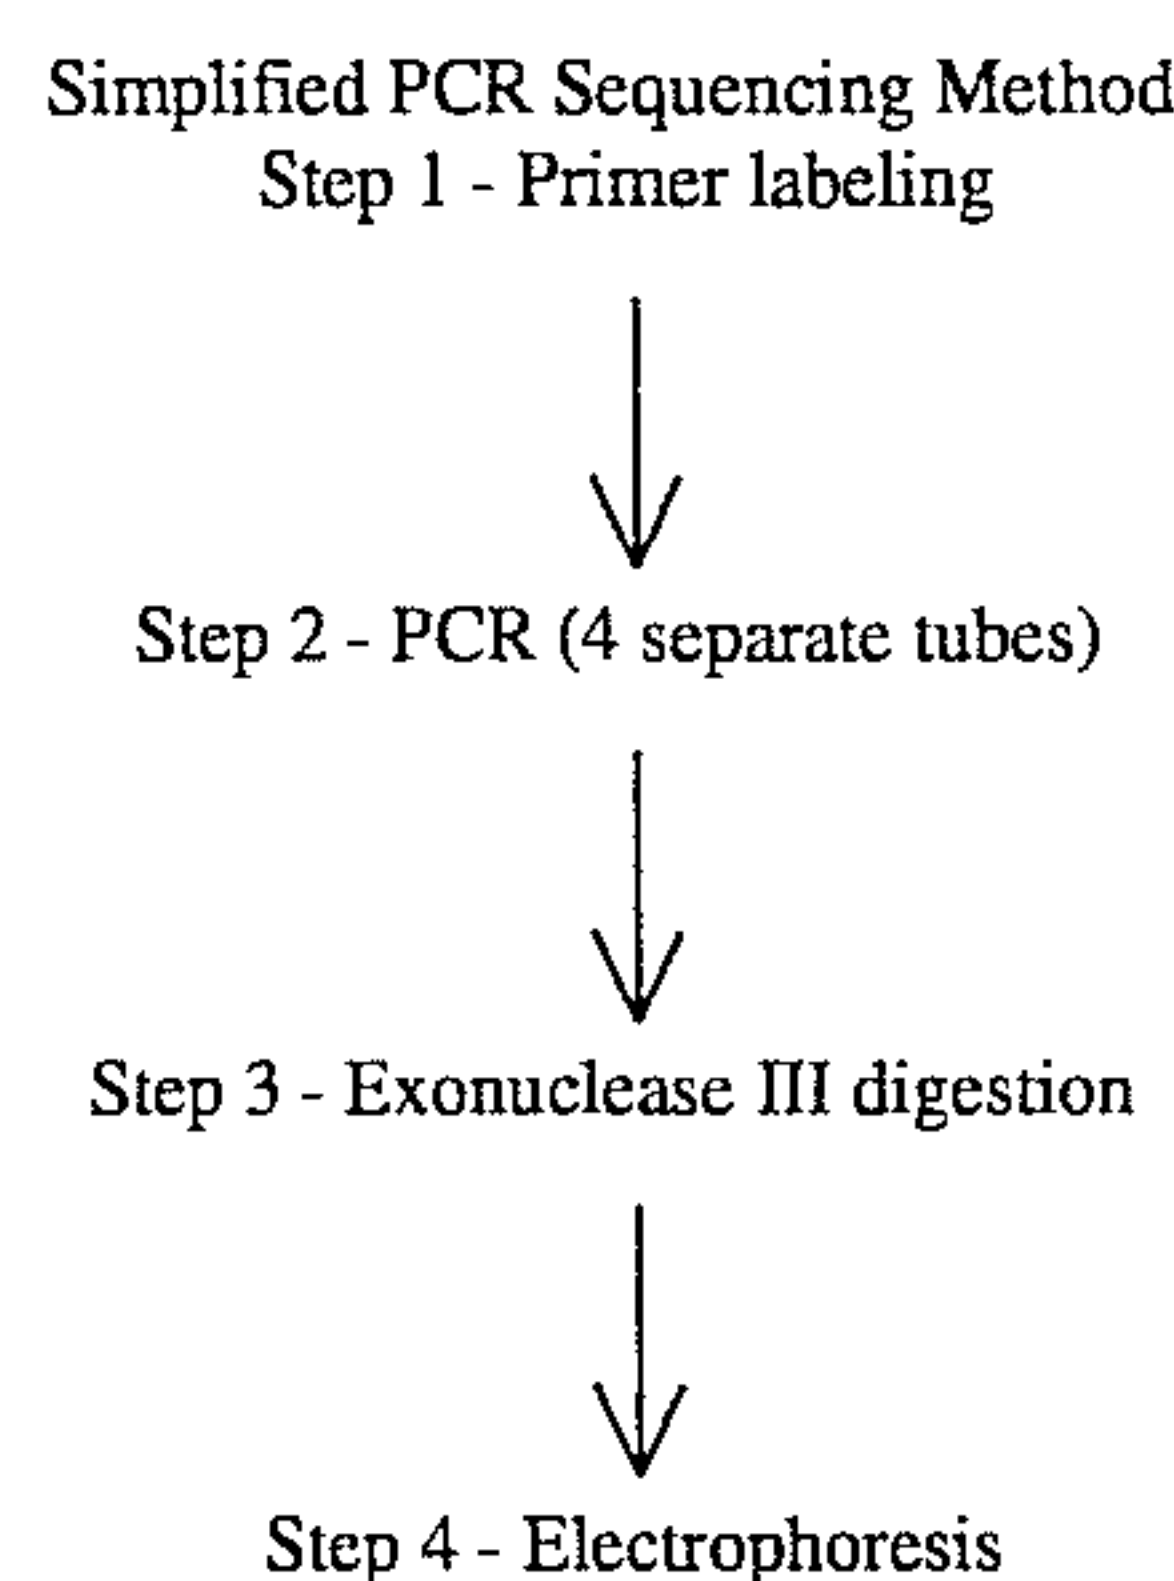 Simplified PCR Sequencing Method
Step 1 - Primer labeling
Step 2 - PCR (4 separate tubes)
Step 3 - Exonuclease III digestion
Step 4 - Electrophoresis